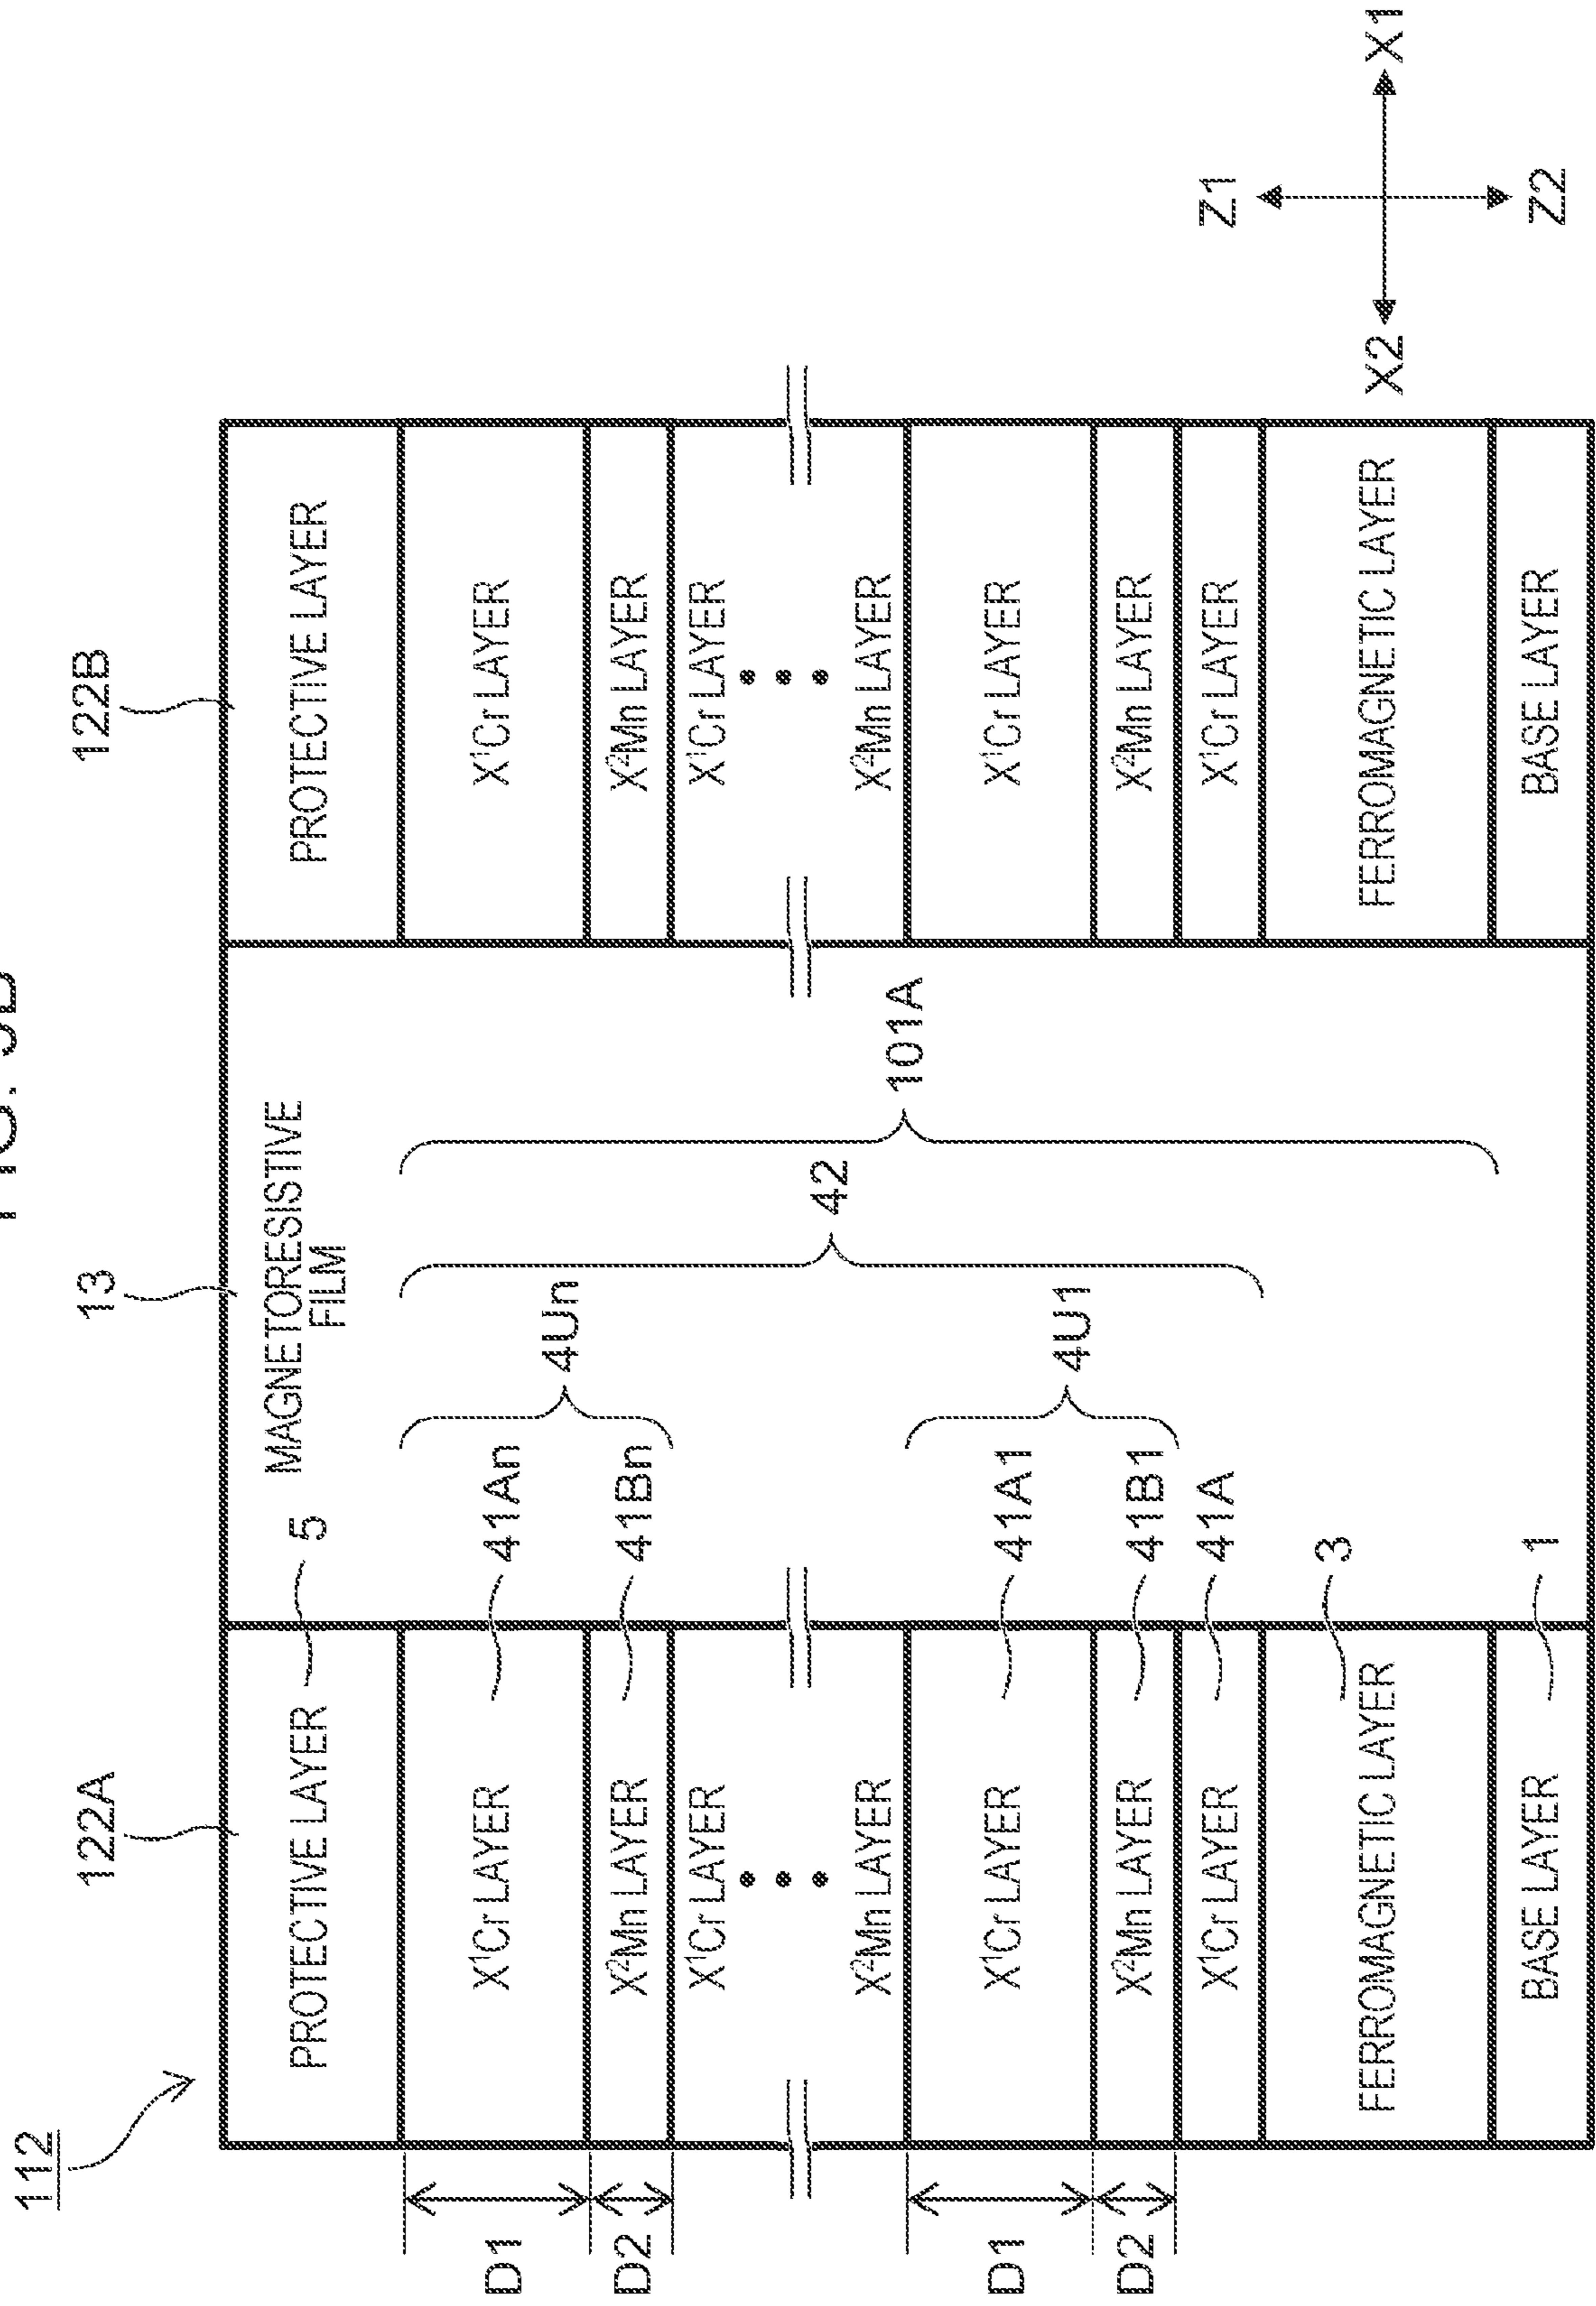 FIG.
112
122A
13
122B
PROTECTIVE LAYER
5
MAGNETORESISTIVE
FILM
PROTECTIVE LAYER
D1
X¹Cr LAYER
41An
4Un
X¹Cr LAYER
D2
X²Mn LAYER
41Bn
X²Mn LAYER
X¹Cr LAYER
X¹Cr LAYER
42
X²Mn LAYER
101A
X²Mn LAYER
D1
X¹Cr LAYER
41A1
4U1
X¹Cr LAYER
D2
X²Mn LAYER
41B1
X²Mn LAYER
X¹Cr LAYER
41A
X¹Cr LAYER
FERROMAGNETIC LAYER
3
FERROMAGNETIC LAYER
BASE LAYER
1
BASE LAYER
Z1
X2
X1
Z2